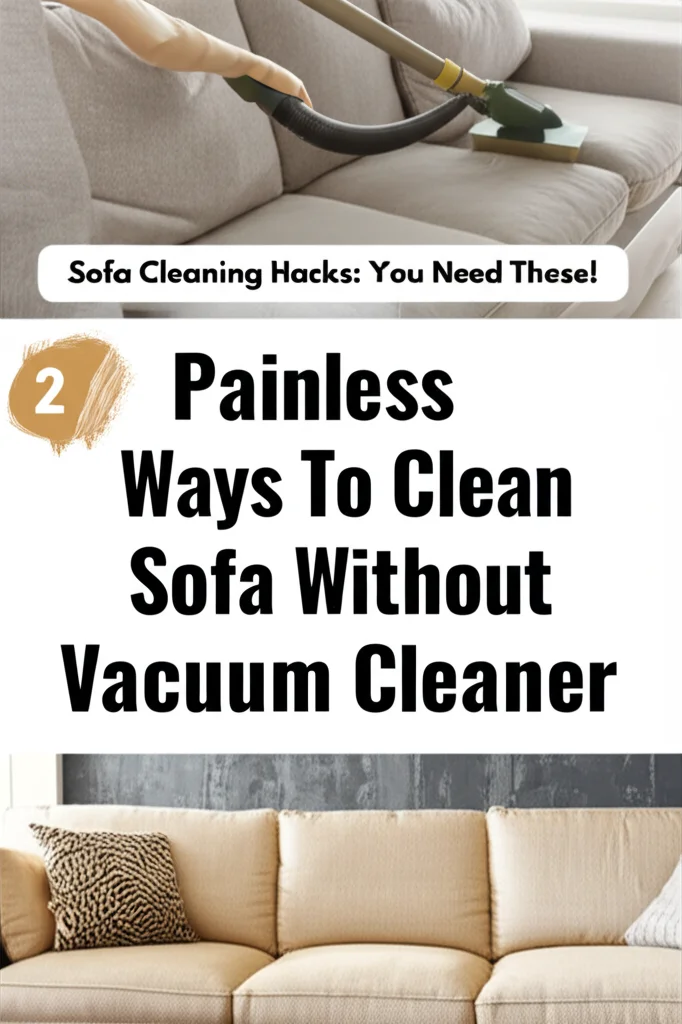 Sofa Cleaning Hacks: You Need These!
2
Painless
Ways To Clean
Sofa Without
Vacuum Cleaner